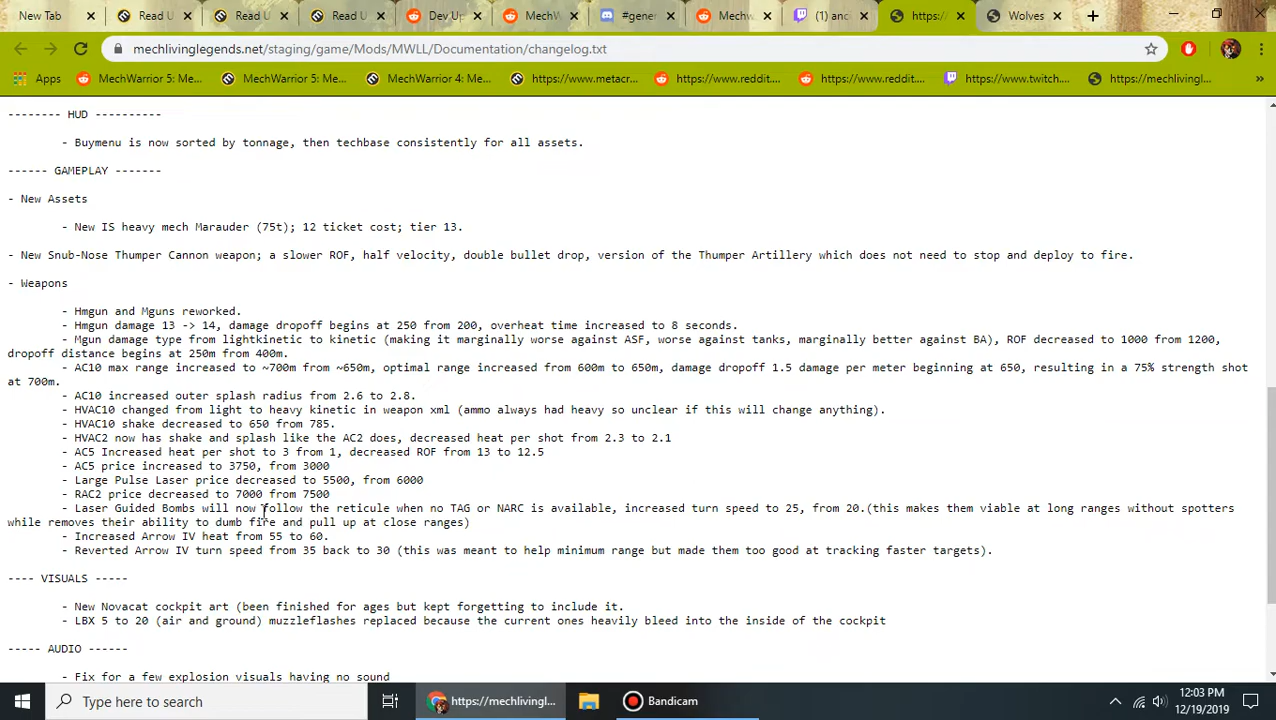 New Tab
Read U
Read U
Read U
Dev Up
MechW
#gener
Mechw
(1) anc
https:/
Wolves
mechlivinglegends.net/staging/game/Mods/MWLL/Documentation/changelog.txt
Apps
MechWarrior 5: Me...
MechWarrior 5: Me...
MechWarrior 4: Me...
https://www.metacr...
https://www.reddit....
https://www.reddit....
https://www.twitch....
https://mechlivingl...
»
-------- HUD ----------
- Buymenu is now sorted by tonnage, then techbase consistently for all assets.
------ GAMEPLAY -------
- New Assets
- New IS heavy mech Marauder (75t); 12 ticket cost; tier 13.
- New Snub-Nose Thumper Cannon weapon; a slower ROF, half velocity, double bullet drop, version of the Thumper Artillery which does not need to stop and deploy to fire.
- Weapons
- Hmgun and Mguns reworked.
- Hmgun damage 13 -> 14, damage dropoff begins at 250 from 200, overheat time increased to 8 seconds.
- Mgun damage type from lightkinetic to kinetic (making it marginally worse against ASF, worse against tanks, marginally better against BA), ROF decreased to 1000 from 1200,
dropoff distance begins at 250m from 400m.
- AC10 max range increased to ~700m from ~650m, optimal range increased from 600m to 650m, damage dropoff 1.5 damage per meter beginning at 650, resulting in a 75% strength shot
at 700m.
- AC10 increased outer splash radius from 2.6 to 2.8.
- HVAC10 changed from light to heavy kinetic in weapon xml (ammo always had heavy so unclear if this will change anything).
- HVAC10 shake decreased to 650 from 785.
- HVAC2 now has shake and splash like the AC2 does, decreased heat per shot from 2.3 to 2.1
- AC5 Increased heat per shot to 3 from 1, decreased ROF from 13 to 12.5
- AC5 price increased to 3750, from 3000
- Large Pulse Laser price decreased to 5500, from 6000
- RAC2 price decreased to 7000 from 7500
- Laser Guided Bombs will now follow the reticule when no TAG or NARC is available, increased turn speed to 25, from 20.(this makes them viable at long ranges without spotters
while removes their ability to dumb fire and pull up at close ranges)
- Increased Arrow IV heat from 55 to 60.
- Reverted Arrow IV turn speed from 35 back to 30 (this was meant to help minimum range but made them too good at tracking faster targets).
---- VISUALS -----
- New Novacat cockpit art (been finished for ages but kept forgetting to include it.
- LBX 5 to 20 (air and ground) muzzleflashes replaced because the current ones heavily bleed into the inside of the cockpit
----- AUDIO ------
- Fix for a few explosion visuals having no sound
Type here to search
https://mechlivingl...
Bandicam
12:03 PM
12/19/2019